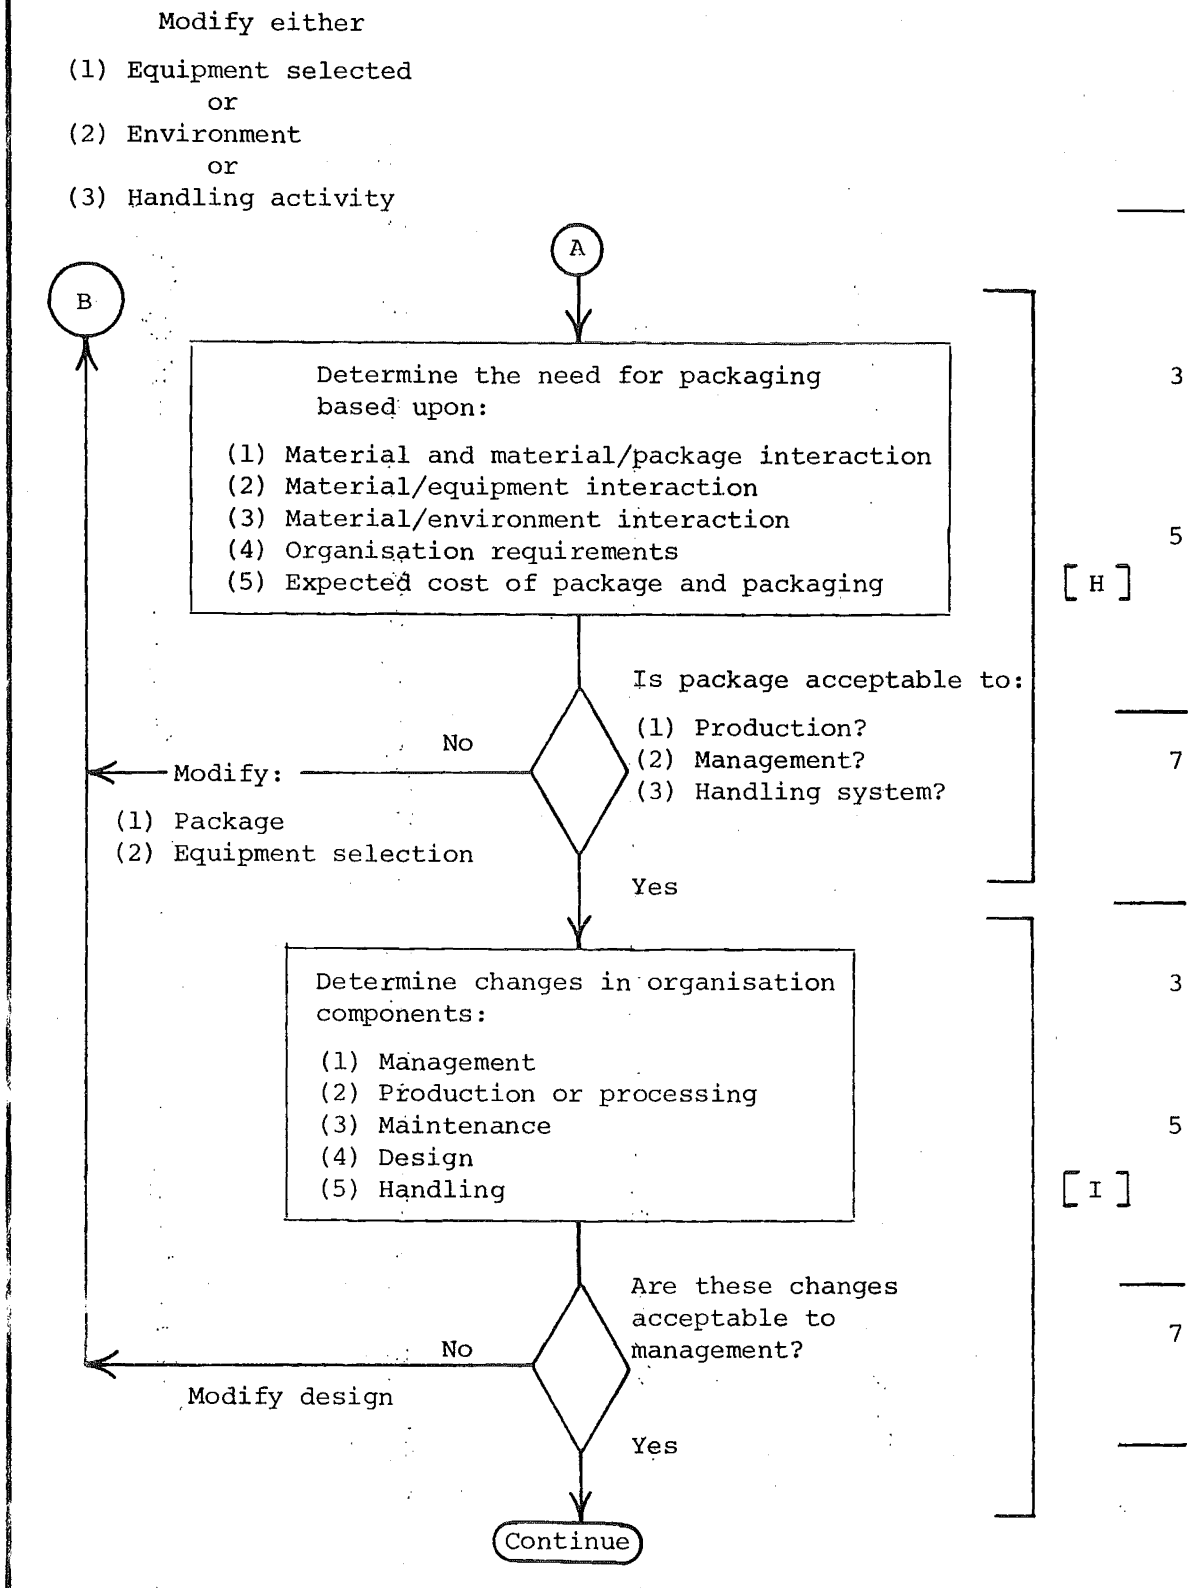 Modify either
(1) Equipment selected
or
(2) Environment
or
(3) Handling activity
A
B
Determine the need for packaging
based upon:
(1) Material and material/package interaction
(2) Material/equipment interaction
(3) Material/environment interaction
(4) Organisation requirements
(5) Expected cost of package and packaging
3
5
[ H ]
Is package acceptable to:
(1) Production?
(2) Management?
(3) Handling system?
7
No
Modify:
(1) Package
(2) Equipment selection
Yes
Determine changes in organisation
components:
(1) Management
(2) Production or processing
(3) Maintenance
(4) Design
(5) Handling
3
5
[ I ]
Are these changes
acceptable to
management?
7
No
Modify design
Yes
Continue